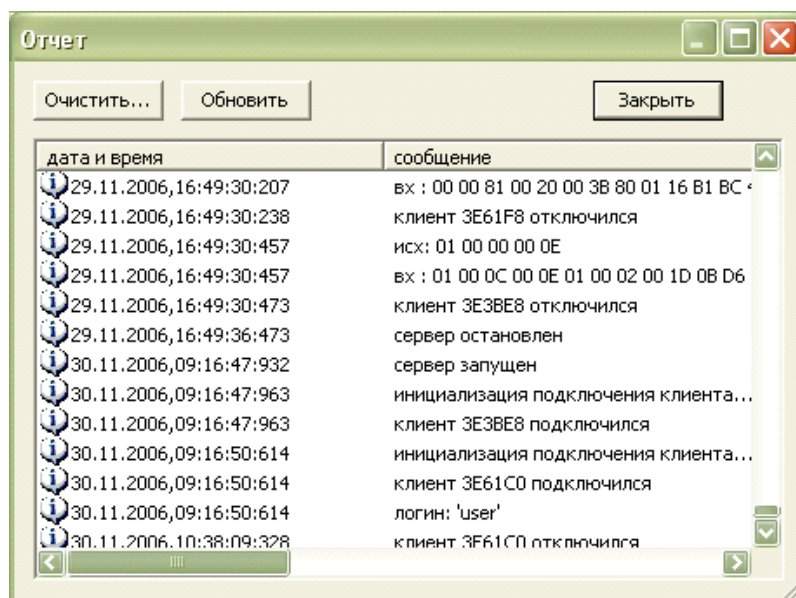 Отчет
Очистить... Обновить Закрыть
дата и время сообщение
29.11.2006,16:49:30:207 вх : 00 00 81 00 20 00 3B 80 01 16 B1 BC
29.11.2006,16:49:30:238 клиент 3E61F8 отключился
29.11.2006,16:49:30:457 исх: 01 00 00 00 0E
29.11.2006,16:49:30:457 вх : 01 00 0C 00 0E 01 00 02 00 1D 0B D6
29.11.2006,16:49:30:473 клиент 3E3BE8 отключился
29.11.2006,16:49:36:473 сервер остановлен
30.11.2006,09:16:47:932 сервер запущен
30.11.2006,09:16:47:963 инициализация подключения клиента...
30.11.2006,09:16:47:963 клиент 3E3BE8 подключился
30.11.2006,09:16:50:614 инициализация подключения клиента...
30.11.2006,09:16:50:614 клиент 3E61C0 подключился
30.11.2006,09:16:50:614 логин: 'user'
30.11.2006,10:38:09:328 клиент 3E61C0 отключился